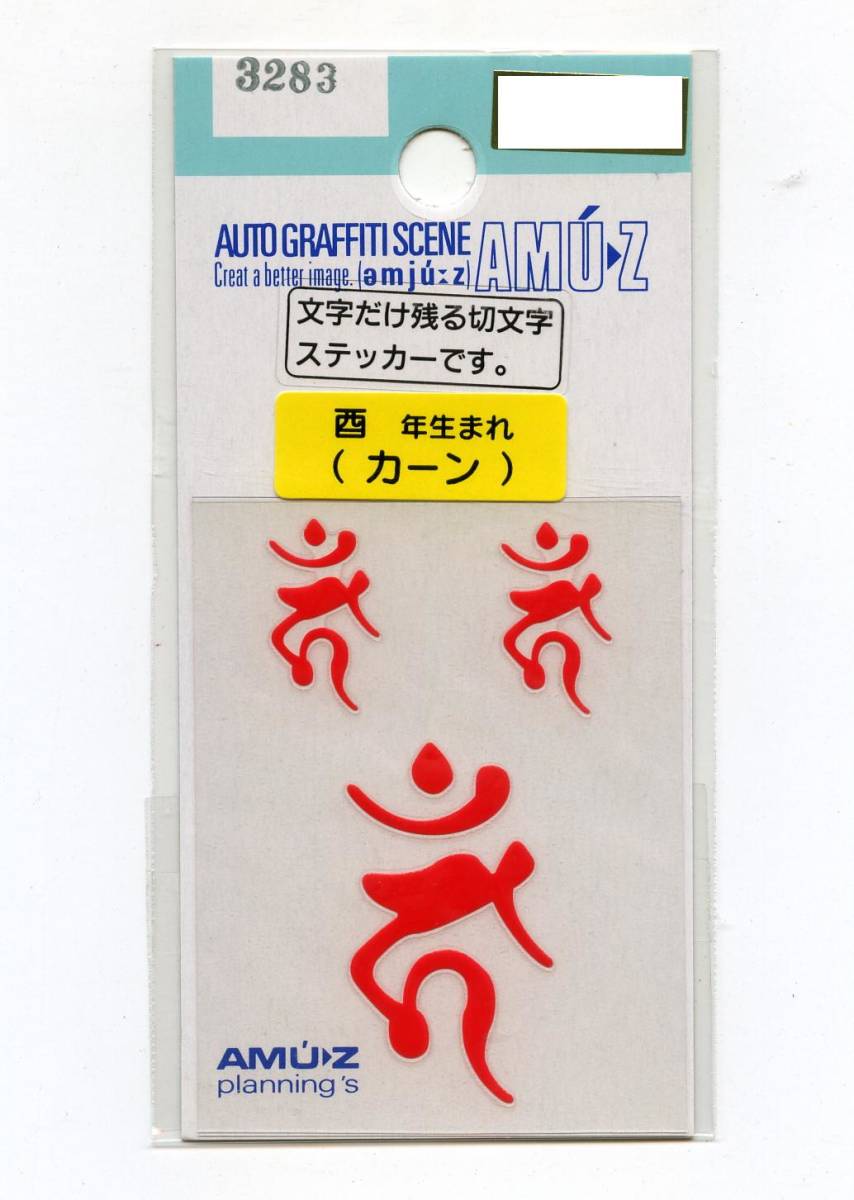 3283
AUTO GRAFFITI SCENE AMÚ▸Z
Creat a better image. (əmjú:z)
文字だけ残る切文字
ステッカーです。
酉 年生まれ
( カーン )
AMÚ▸Z
planning's